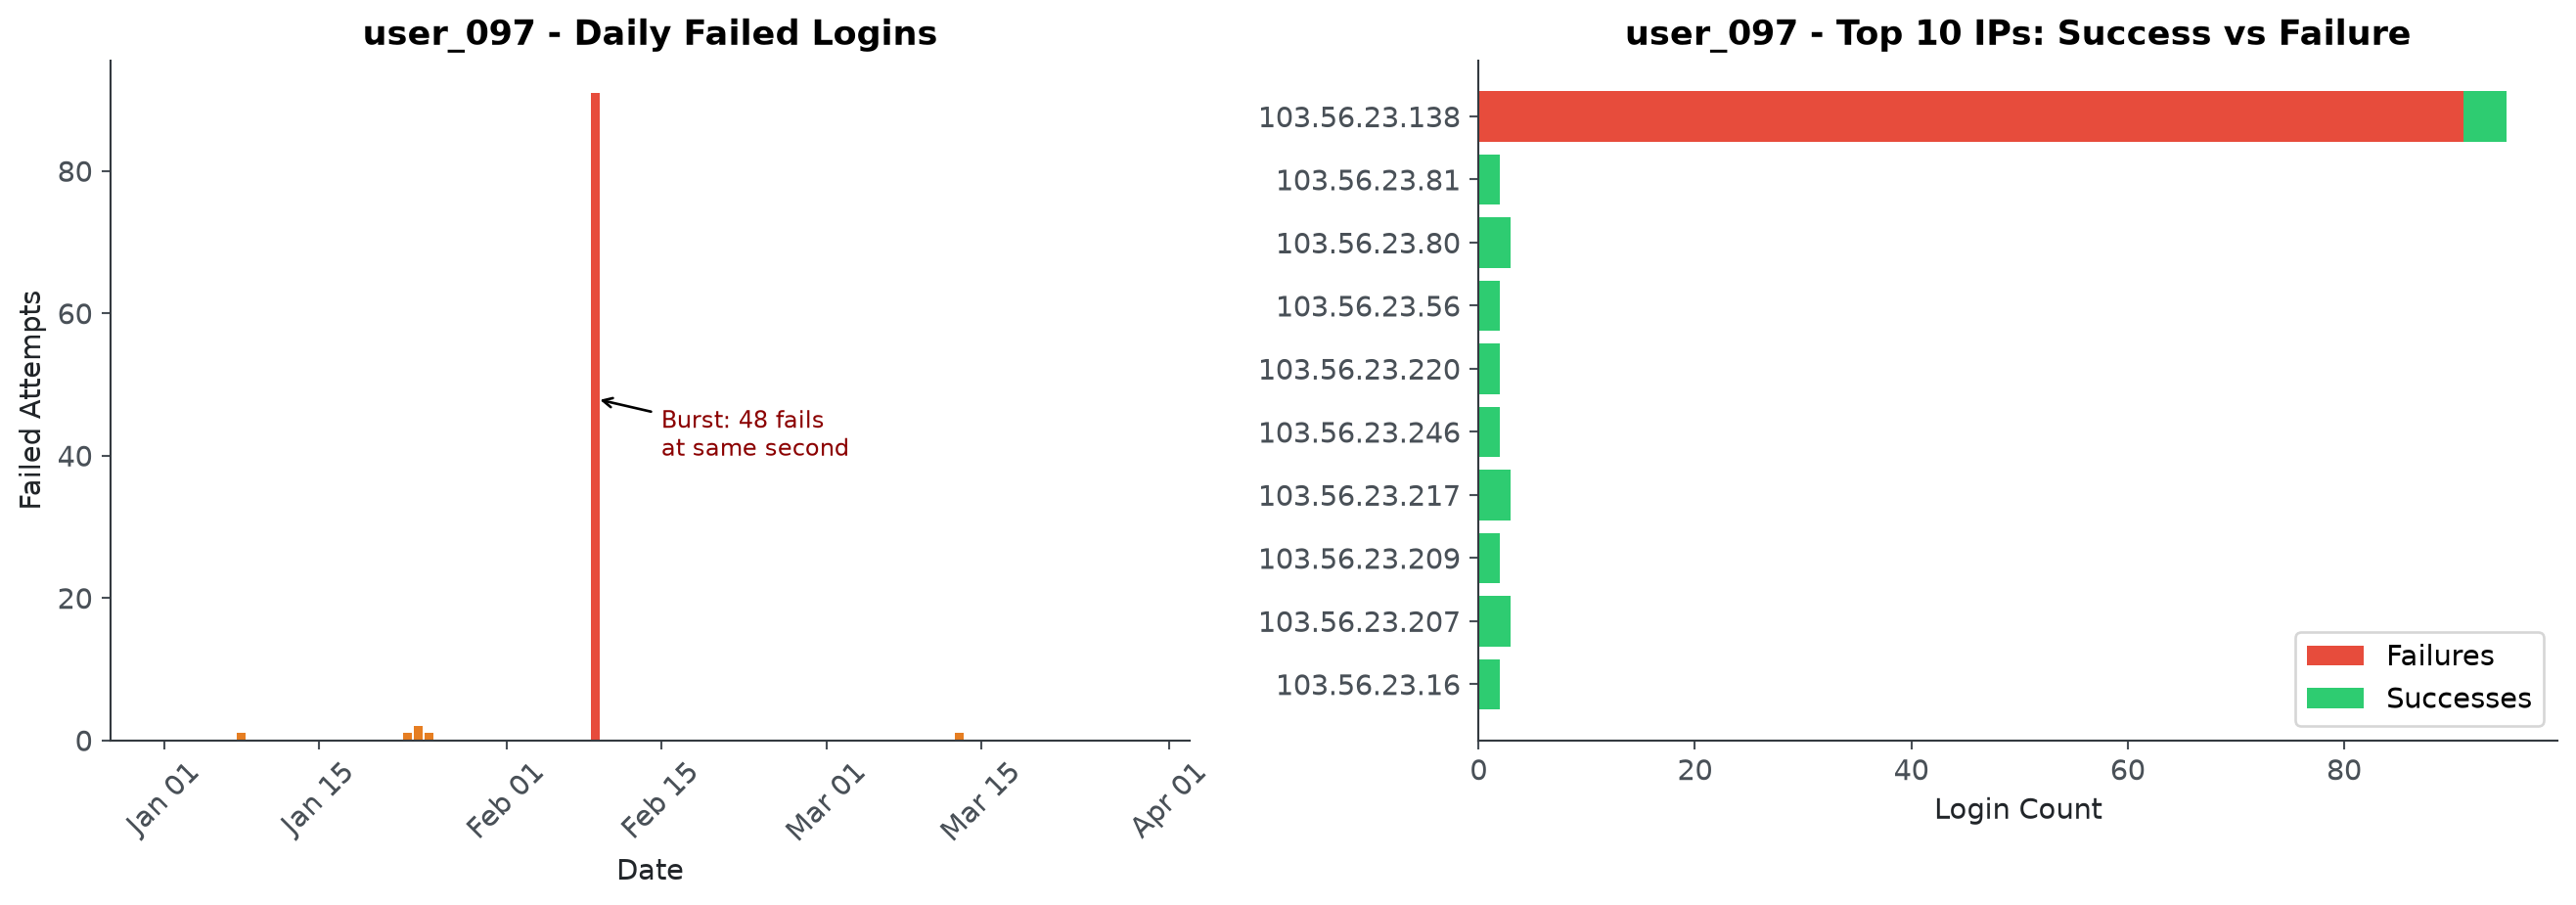 user_097 - Daily Failed Logins
Failed Attempts
80
60
40
20
0
Burst: 48 fails
at same second
Jan 01
Jan 15
Feb 01
Feb 15
Mar 01
Mar 15
Apr 01
Date
user_097 - Top 10 IPs: Success vs Failure
103.56.23.138
103.56.23.81
103.56.23.80
103.56.23.56
103.56.23.220
103.56.23.246
103.56.23.217
103.56.23.209
103.56.23.207
103.56.23.16
Failures
Successes
0
20
40
60
80
Login Count